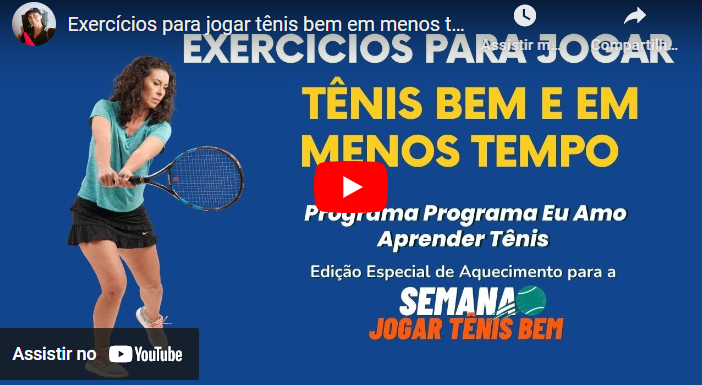 Exercícios para jogar tênis bem em menos t...
Assistir m...
Compartilh...
EXERCÍCIOS PARA JOGAR
TÊNIS BEM E EM
MENOS TEMPO
Programa Programa Eu Amo
Aprender Tênis
Edição Especial de Aquecimento para a
SEMANA
JOGAR TÊNIS BEM
Assistir no YouTube